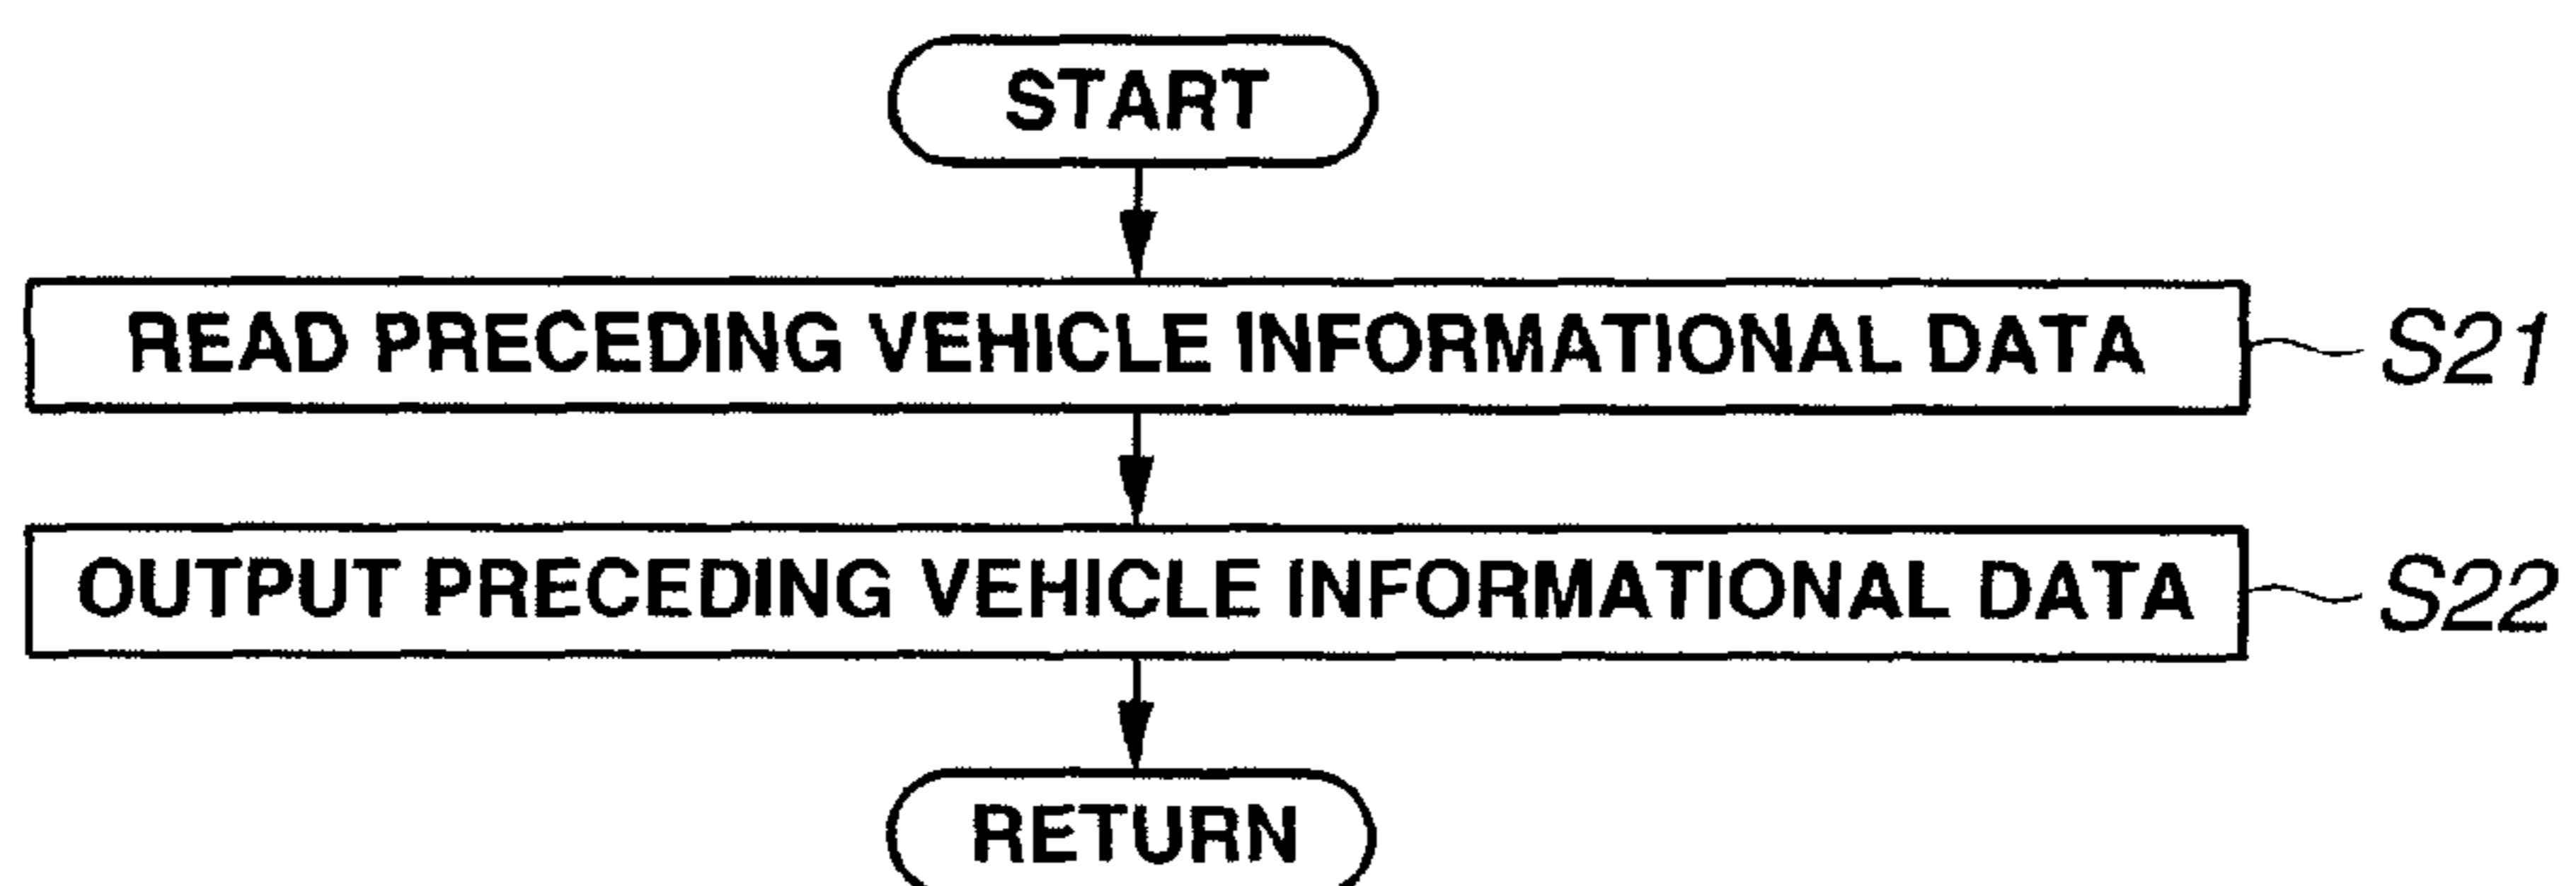 START
READ PRECEDING VEHICLE INFORMATIONAL DATA S21
OUTPUT PRECEDING VEHICLE INFORMATIONAL DATA S22
RETURN